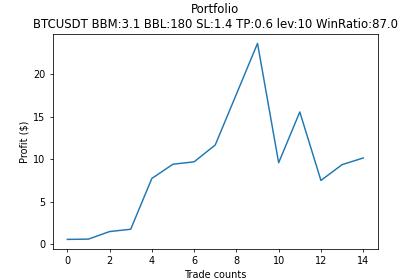 Portfolio
BTCUSDT BBM:3.1 BBL:180 SL:1.4 TP:0.6 lev:10 WinRatio:87.0
Profit ($)
20
15
10
5
0
0 2 4 6 8 10 12 14
Trade counts